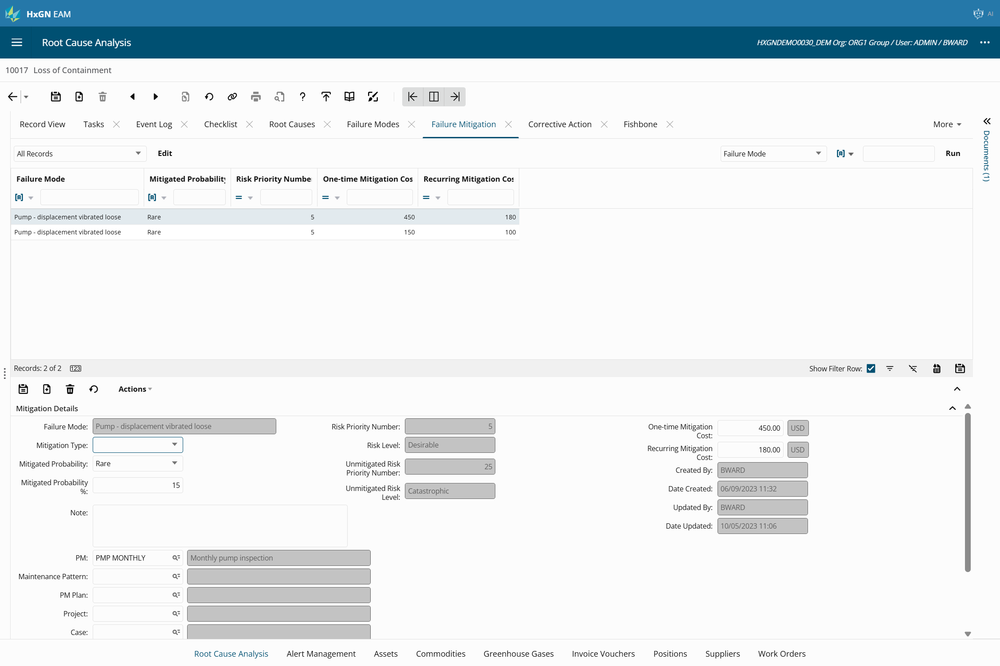 HxGN EAM
AI
Root Cause Analysis
HXGNDEMO0030_DEM Org: ORG1 Group / User: ADMIN / BWARD
10017 Loss of Containment
Record View
Tasks
Event Log
Checklist
Root Causes
Failure Modes
Failure Mitigation
Corrective Action
Fishbone
More
Documents (1)
All Records
Edit
Failure Mode
[A]
Run
Failure Mode
Mitigated Probability
Risk Priority Numbe
One-time Mitigation Cos
Recurring Mitigation Cos
[A]
[A]
=
=
=
Pump - displacement vibrated loose Rare 5 450 180
Pump - displacement vibrated loose Rare 5 150 100
Records: 2 of 2
123
Show Filter Row:
Actions
Mitigation Details
Failure Mode: Pump - displacement vibrated loose
Mitigation Type:
Mitigated Probability: Rare
Mitigated Probability
%: 15
Note:
PM: PMP MONTHLY Monthly pump inspection
Maintenance Pattern:
PM Plan:
Project:
Case:
Risk Priority Number: 5
Risk Level: Desirable
Unmitigated Risk
Priority Number: 25
Unmitigated Risk
Level: Catastrophic
One-time Mitigation
Cost: 450.00 USD
Recurring Mitigation
Cost: 180.00 USD
Created By: BWARD
Date Created: 06/09/2023 11:32
Updated By: BWARD
Date Updated: 10/05/2023 11:06
Root Cause Analysis
Alert Management
Assets
Commodities
Greenhouse Gases
Invoice Vouchers
Positions
Suppliers
Work Orders